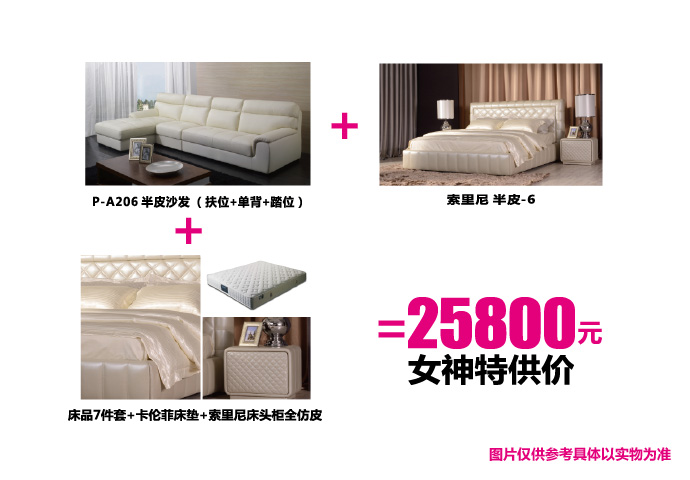 P-A206 半皮沙发（扶位+单背+踏位）
+
索里尼 半皮-6
+
床品7件套+卡伦菲床垫+索里尼床头柜全仿皮
=25800元
女神特供价
图片仅供参考具体以实物为准